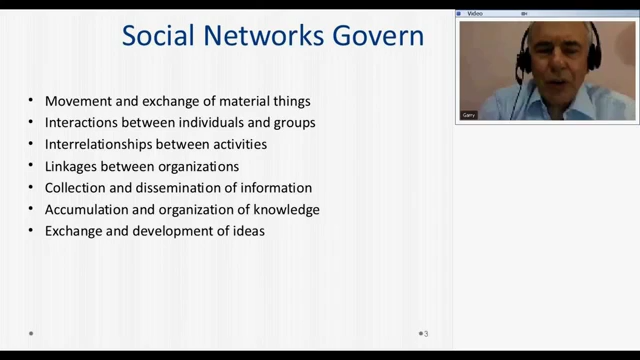 Social Networks Govern
• Movement and exchange of material things
• Interactions between individuals and groups
• Interrelationships between activities
• Linkages between organizations
• Collection and dissemination of information
• Accumulation and organization of knowledge
• Exchange and development of ideas
3
Video
Garry